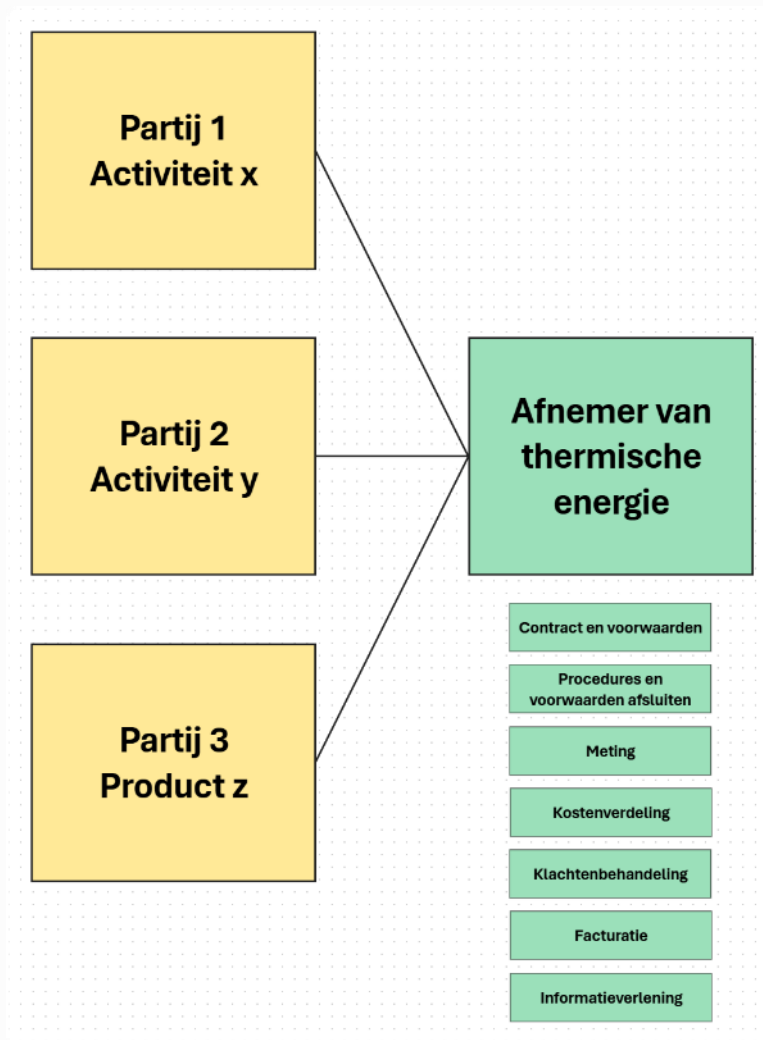 Partij 1
Activiteit x
Partij 2
Activiteit y
Partij 3
Product z
Afnemer van
thermische
energie
Contract en voorwaarden
Procedures en
voorwaarden afsluiten
Meting
Kostenverdeling
Klachtenbehandeling
Facturatie
Informatieverlening